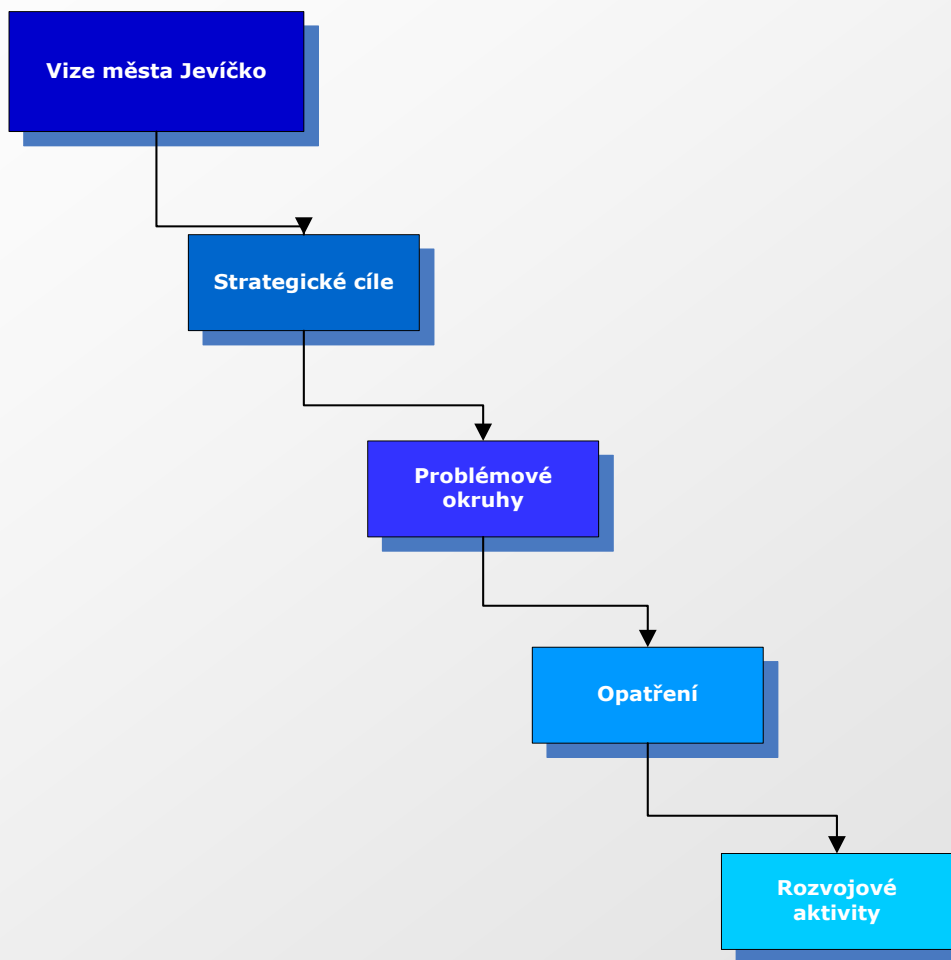 Vize města Jevíčko
Strategické cíle
Problémové
okruhy
Opatření
Rozvojové
aktivity